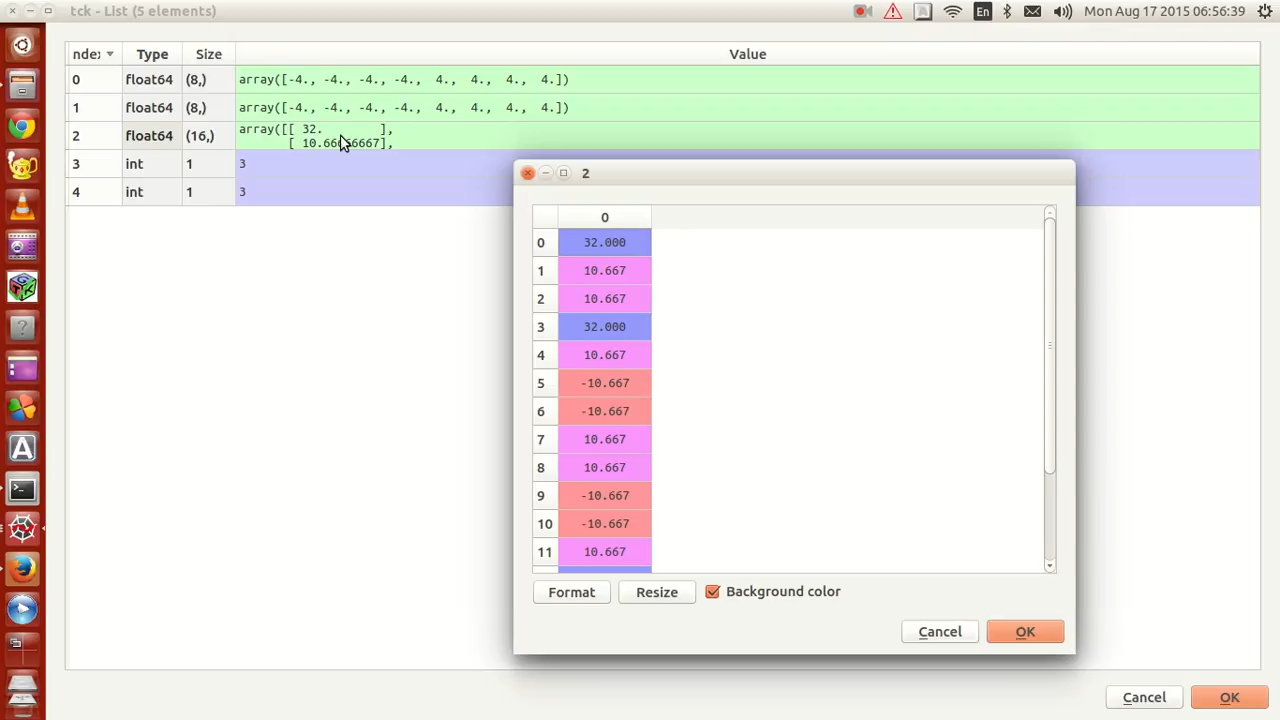 tck - List (5 elements)
En
Mon Aug 17 2015 06:56:39
nde: Type Size Value
0 float64 (8,) array([-4., -4., -4., -4., 4., 4., 4., 4.])
1 float64 (8,) array([-4., -4., -4., -4., 4., 4., 4., 4.])
2 float64 (16,) array([[ 32. ],
[ 10.66666667],
3 int 1 3
4 int 1 3
2
0
0 32.000
1 10.667
2 10.667
3 32.000
4 10.667
5 -10.667
6 -10.667
7 10.667
8 10.667
9 -10.667
10 -10.667
11 10.667
Format Resize Background color
Cancel OK
Cancel OK